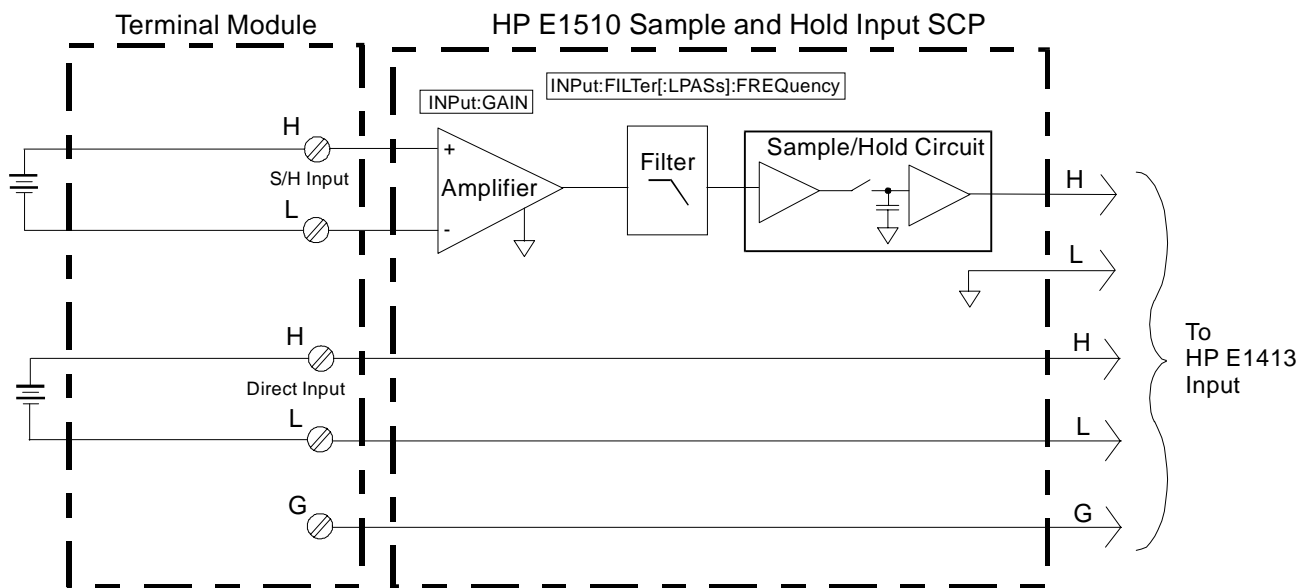 Terminal Module
HP E1510 Sample and Hold Input SCP
INPut:GAIN
INPut:FILTer[:LPASs]:FREQuency
H
S/H Input
L
+
Amplifier
-
Filter
Sample/Hold Circuit
H
L
H
Direct Input
L
H
L
To
HP E1413
Input
G
G